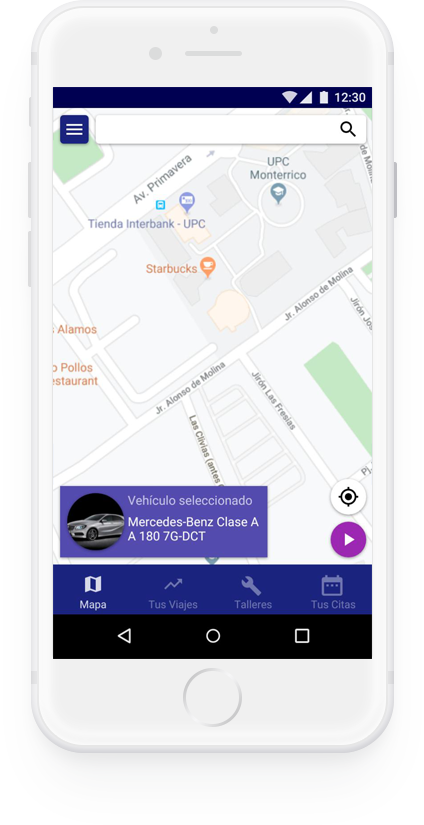 12:30
Av. Primavera
UPC
Monterrico
Tienda Interbank - UPC
Starbucks
Jr. Alonso de Molina
Jirón Jos
Alamos
Pollos
estaurant
Jr. Alonso de Molina
Jirón Las Fresias
Las Clivias (antes
Vehículo seleccionado
Mercedes-Benz Clase A
A 180 7G-DCT
Mapa
Tus Viajes
Talleres
Tus Citas